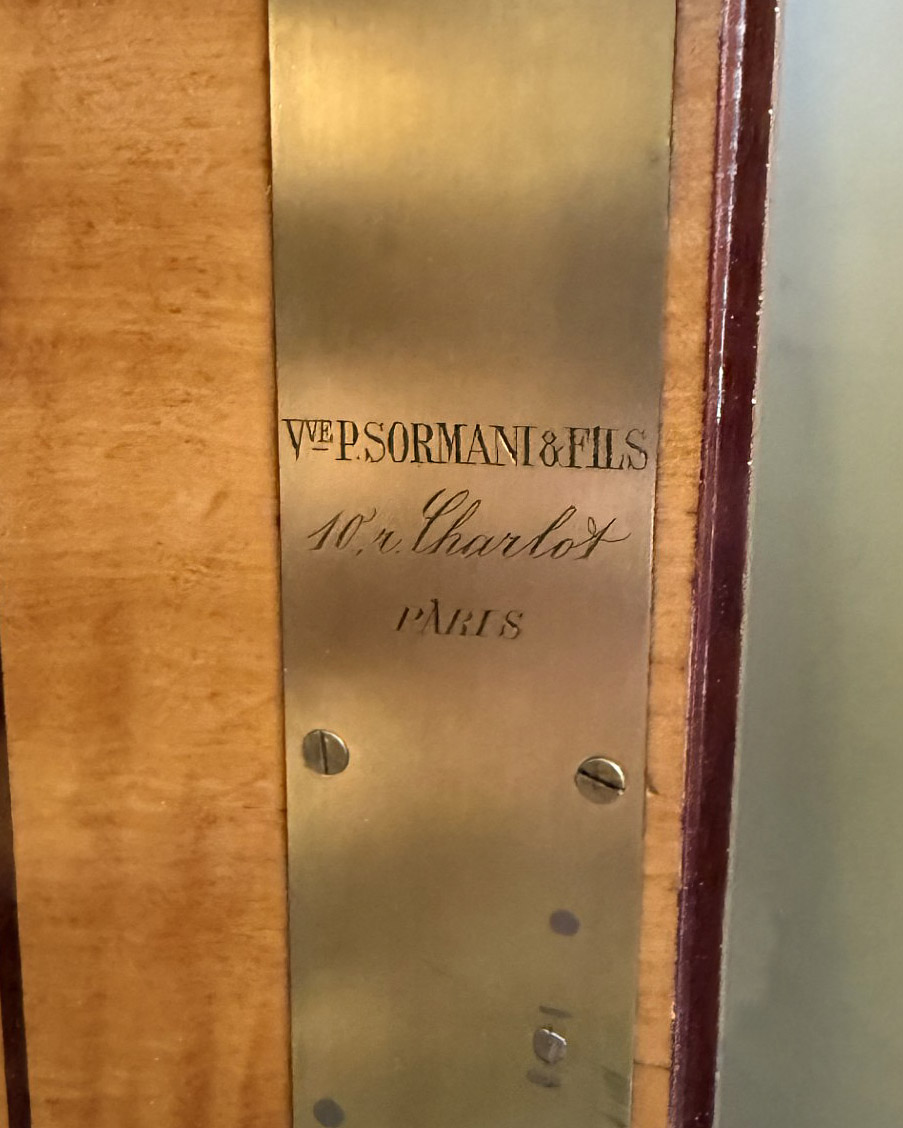 VVE P. SORMANI & FILS
10, r. Charlot
PARIS